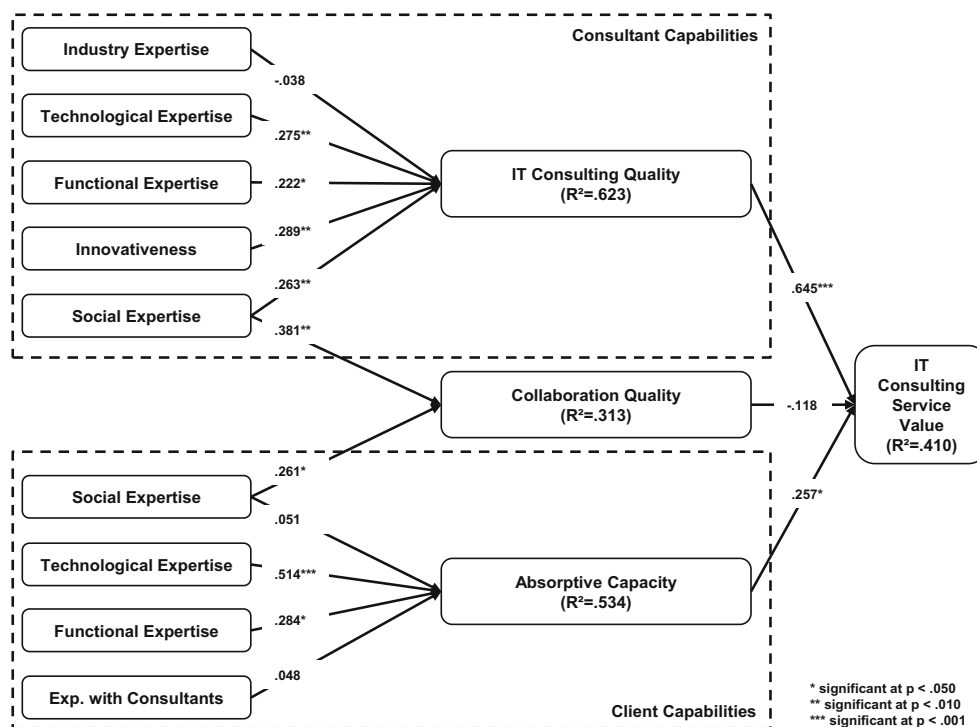 Consultant Capabilities
Industry Expertise
-.038
Technological Expertise
.275**
Functional Expertise
.222*
Innovativeness
.289**
Social Expertise
.263**
.381**
IT Consulting Quality
(R²=.623)
.645***
Collaboration Quality
(R²=.313)
-.118
IT
Consulting
Service
Value
(R²=.410)
Social Expertise
.261*
.051
Technological Expertise
.514***
Functional Expertise
.284*
Exp. with Consultants
.048
Absorptive Capacity
(R²=.534)
.257*
Client Capabilities
* significant at p < .050
** significant at p < .010
*** significant at p < .001